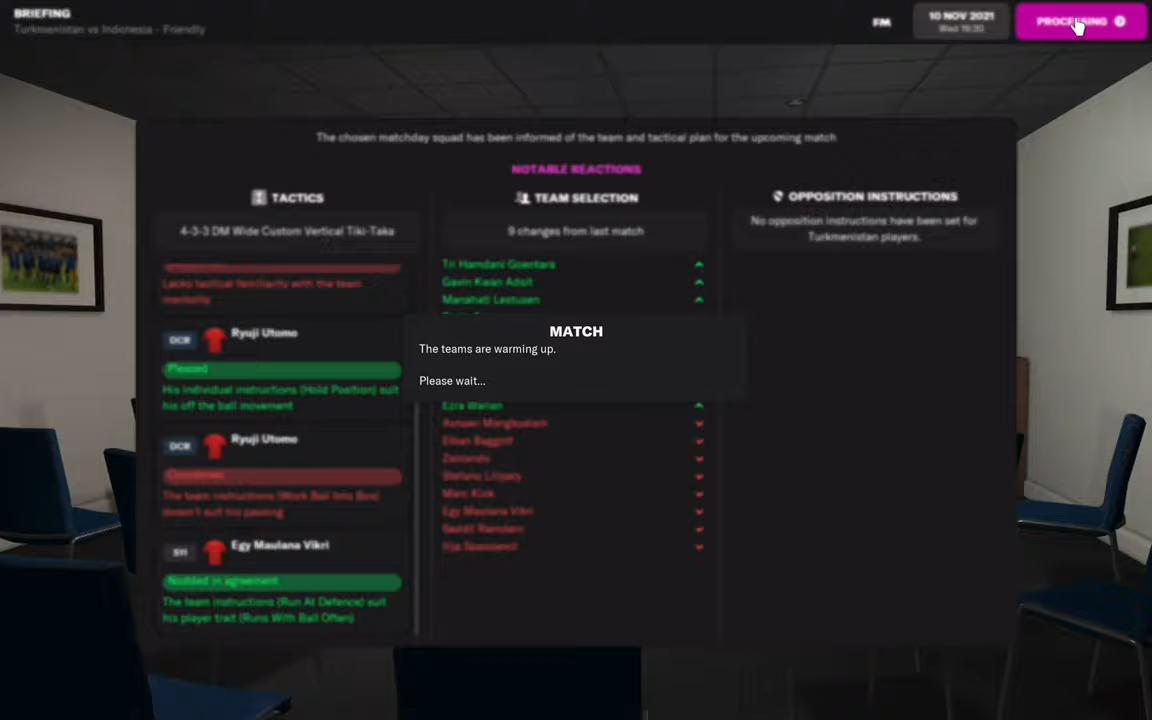 BRIEFING
Turkmenistan vs Indonesia - Friendly
FM
10 NOV 2021
Wed 19:30
PROCESSING
The chosen matchday squad has been informed of the team and tactical plan for the upcoming match
NOTABLE REACTIONS
TACTICS
TEAM SELECTION
OPPOSITION INSTRUCTIONS
4-3-3 DM Wide Custom Vertical Tiki-Taka
9 changes from last match
No opposition instructions have been set for
Turkmenistan players.
Lacks tactical familiarity with the team
mentality
DCR
Ryuji Utomo
Pleased
His individual instructions (Hold Position) suit
his off the ball movement
DCR
Ryuji Utomo
The team instructions (Work Ball Into Box)
doesn't suit his passing
S11
Egy Maulana Vikri
Nodded in agreement
The team instructions (Run At Defence) suit
his player trait (Runs With Ball Often)
Tri Hamdani Goentara
Gavin Kwan Adsit
Manahati Lestusen
MATCH
The teams are warming up.
Please wait...
Ezra Walian
Asnawi Mangkualam
Elkan Baggott
Stefano Lilipaly
Marc Klok
Egy Maulana Vikri
Saddil Ramdani